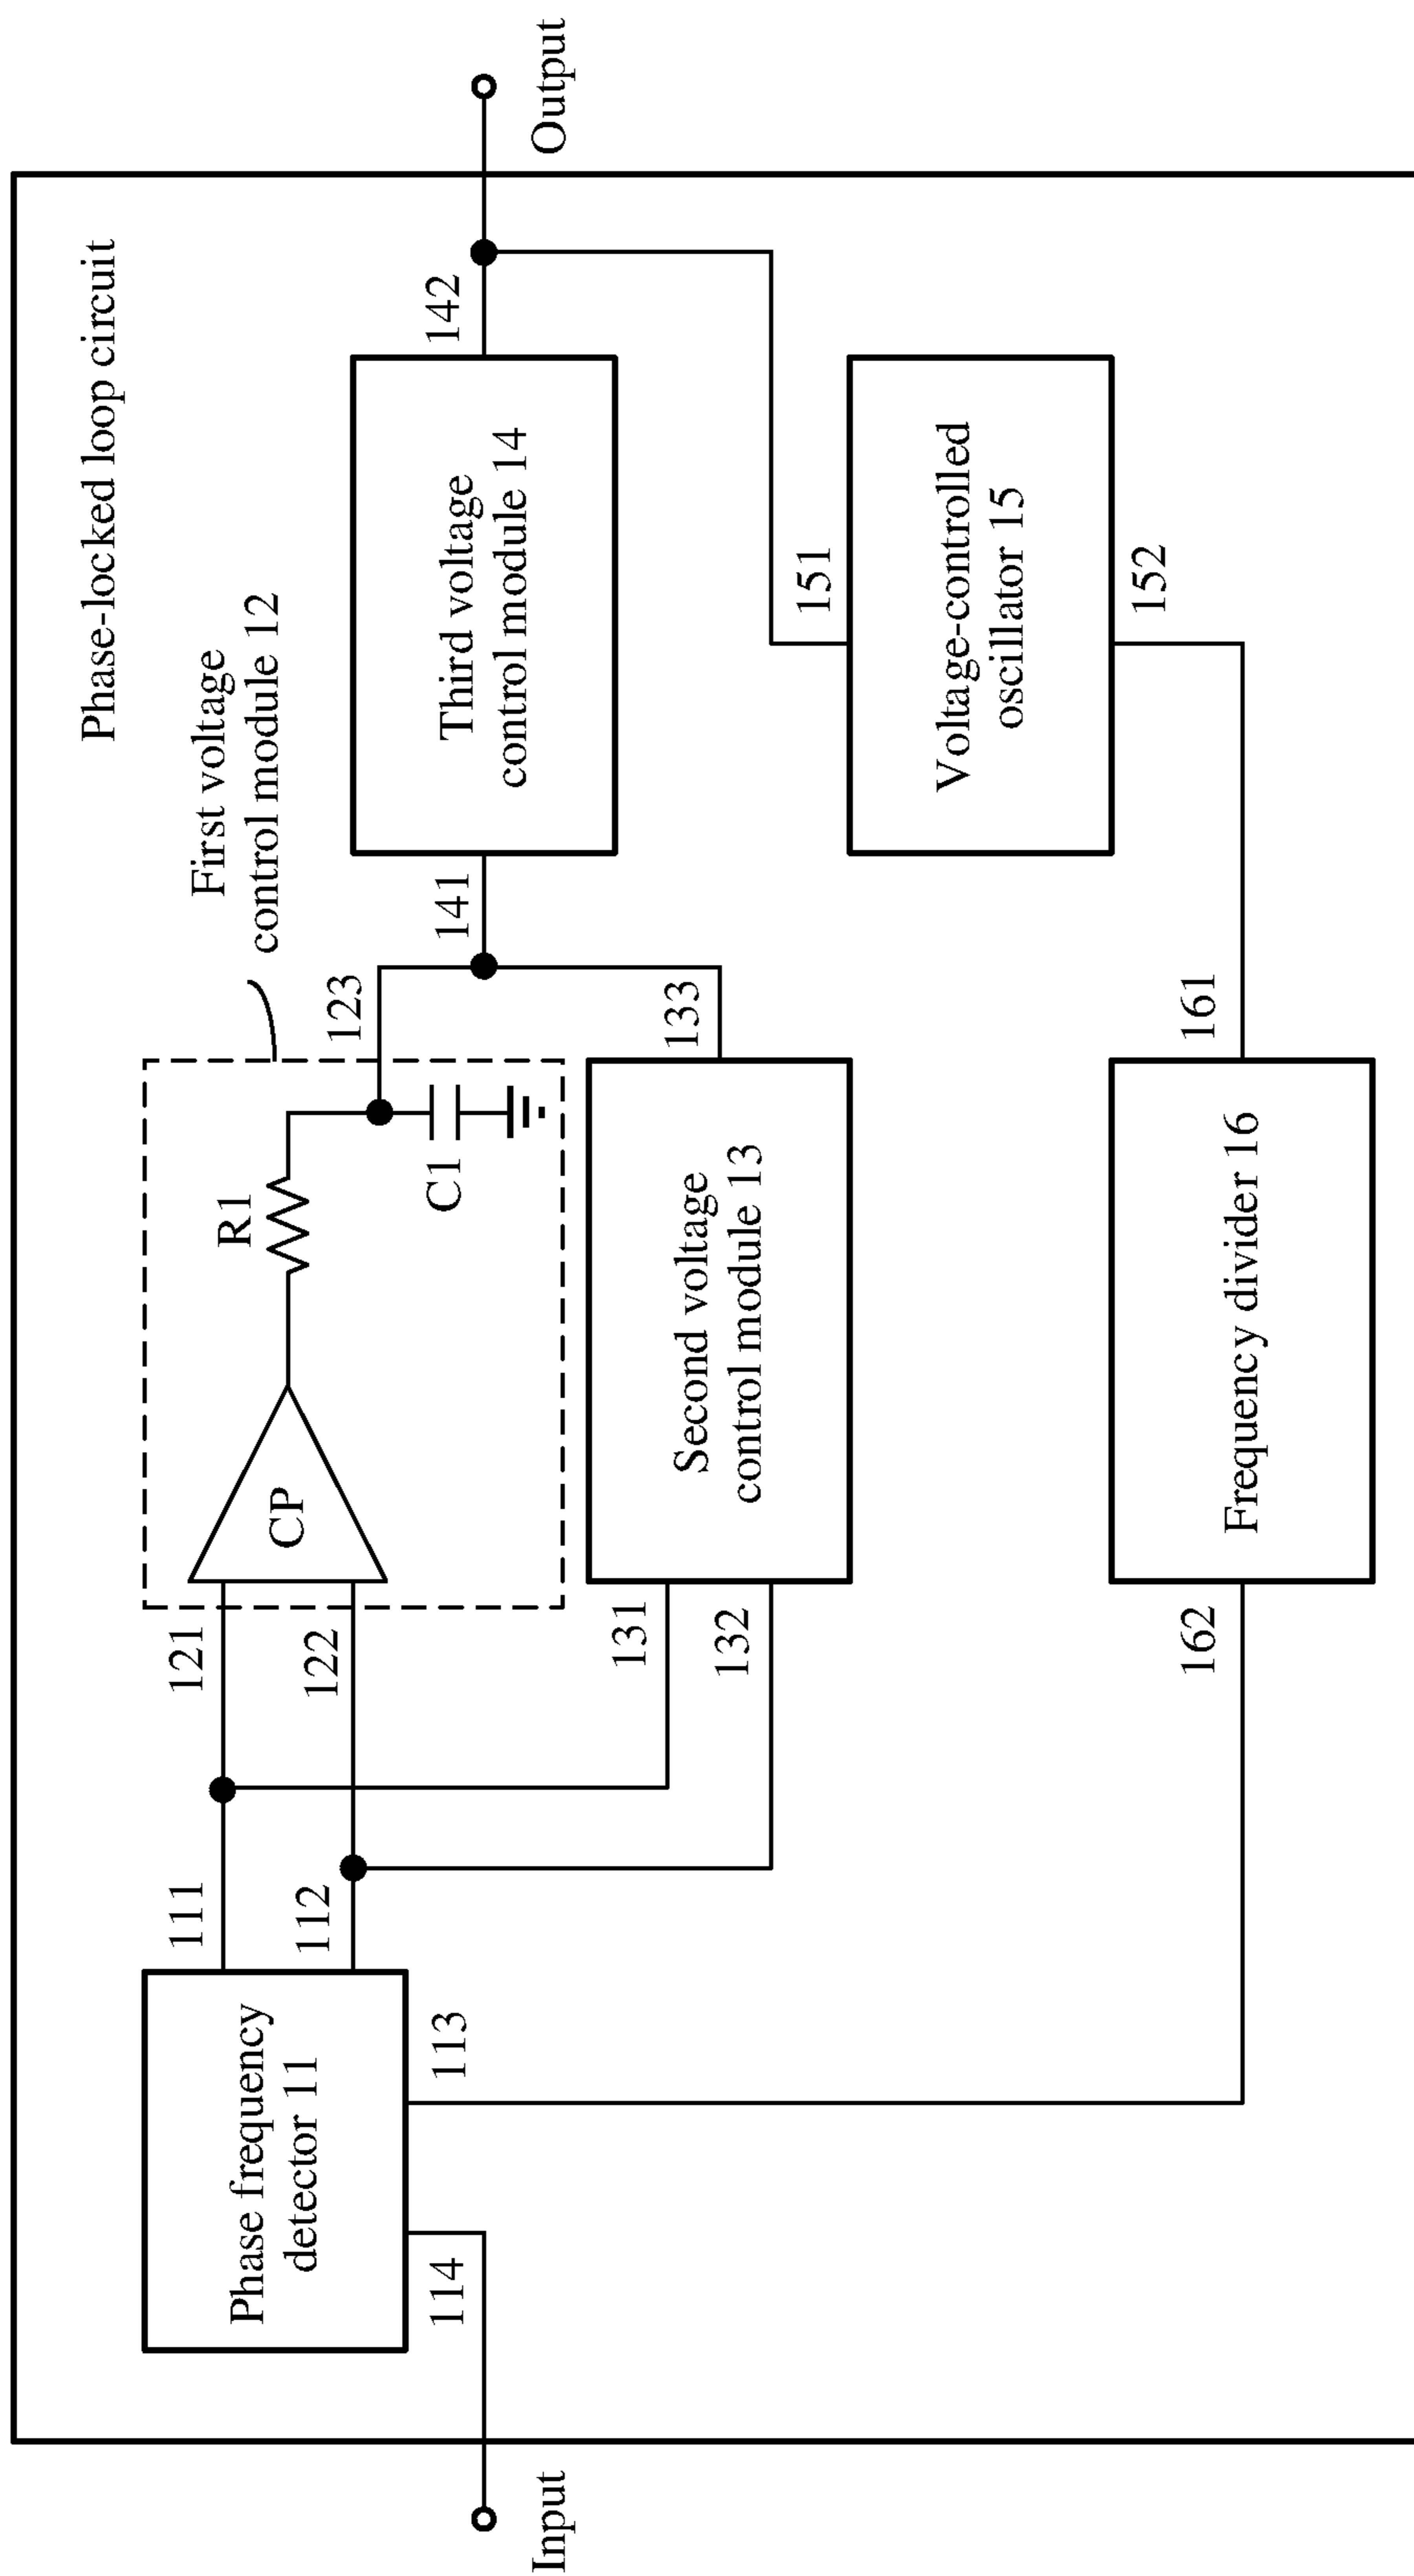 Phase-locked loop circuit
First voltage
control module 12
Phase frequency
detector 11
111
112
113
114
121
122
CP
R1
C1
123
131
132
Second voltage
control module 13
133
141
Third voltage
control module 14
142
151
Voltage-controlled
oscillator 15
152
161
Frequency divider 16
162
Input
Output